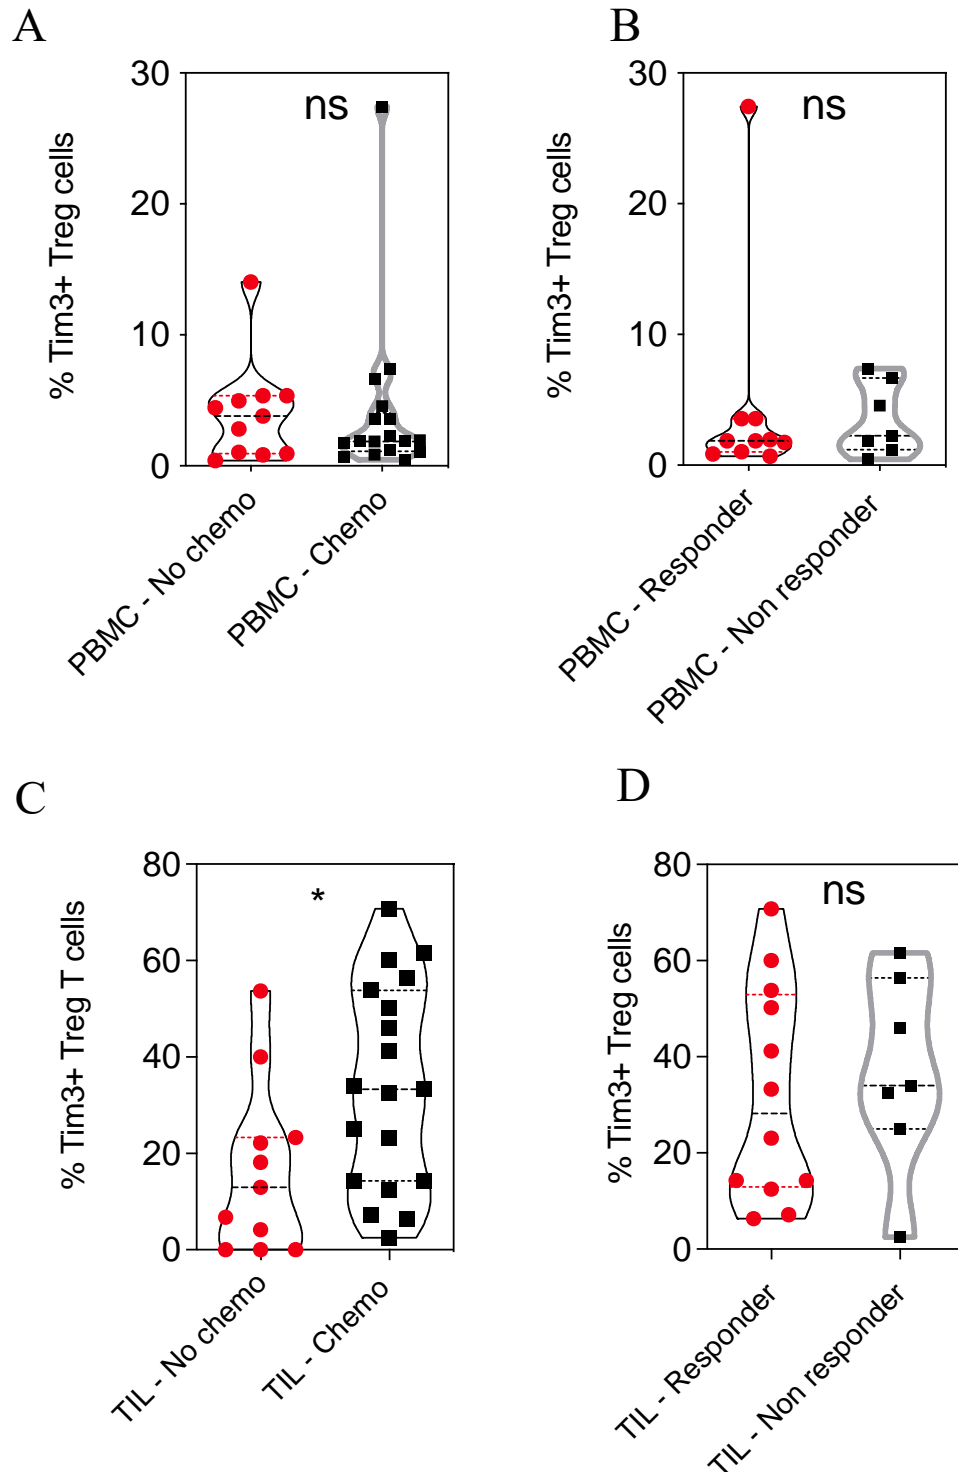 A
% Tim3+ Treg cells
30
20
10
0
ns
PBMC - No chemo
PBMC - Chemo
B
% Tim3+ Treg cells
30
20
10
0
ns
PBMC - Responder
PBMC - Non responder
C
% Tim3+ Treg T cells
80
60
40
20
0
*
TIL - No chemo
TIL - Chemo
D
% Tim3+ Treg cells
80
60
40
20
0
ns
TIL - Responder
TIL - Non responder